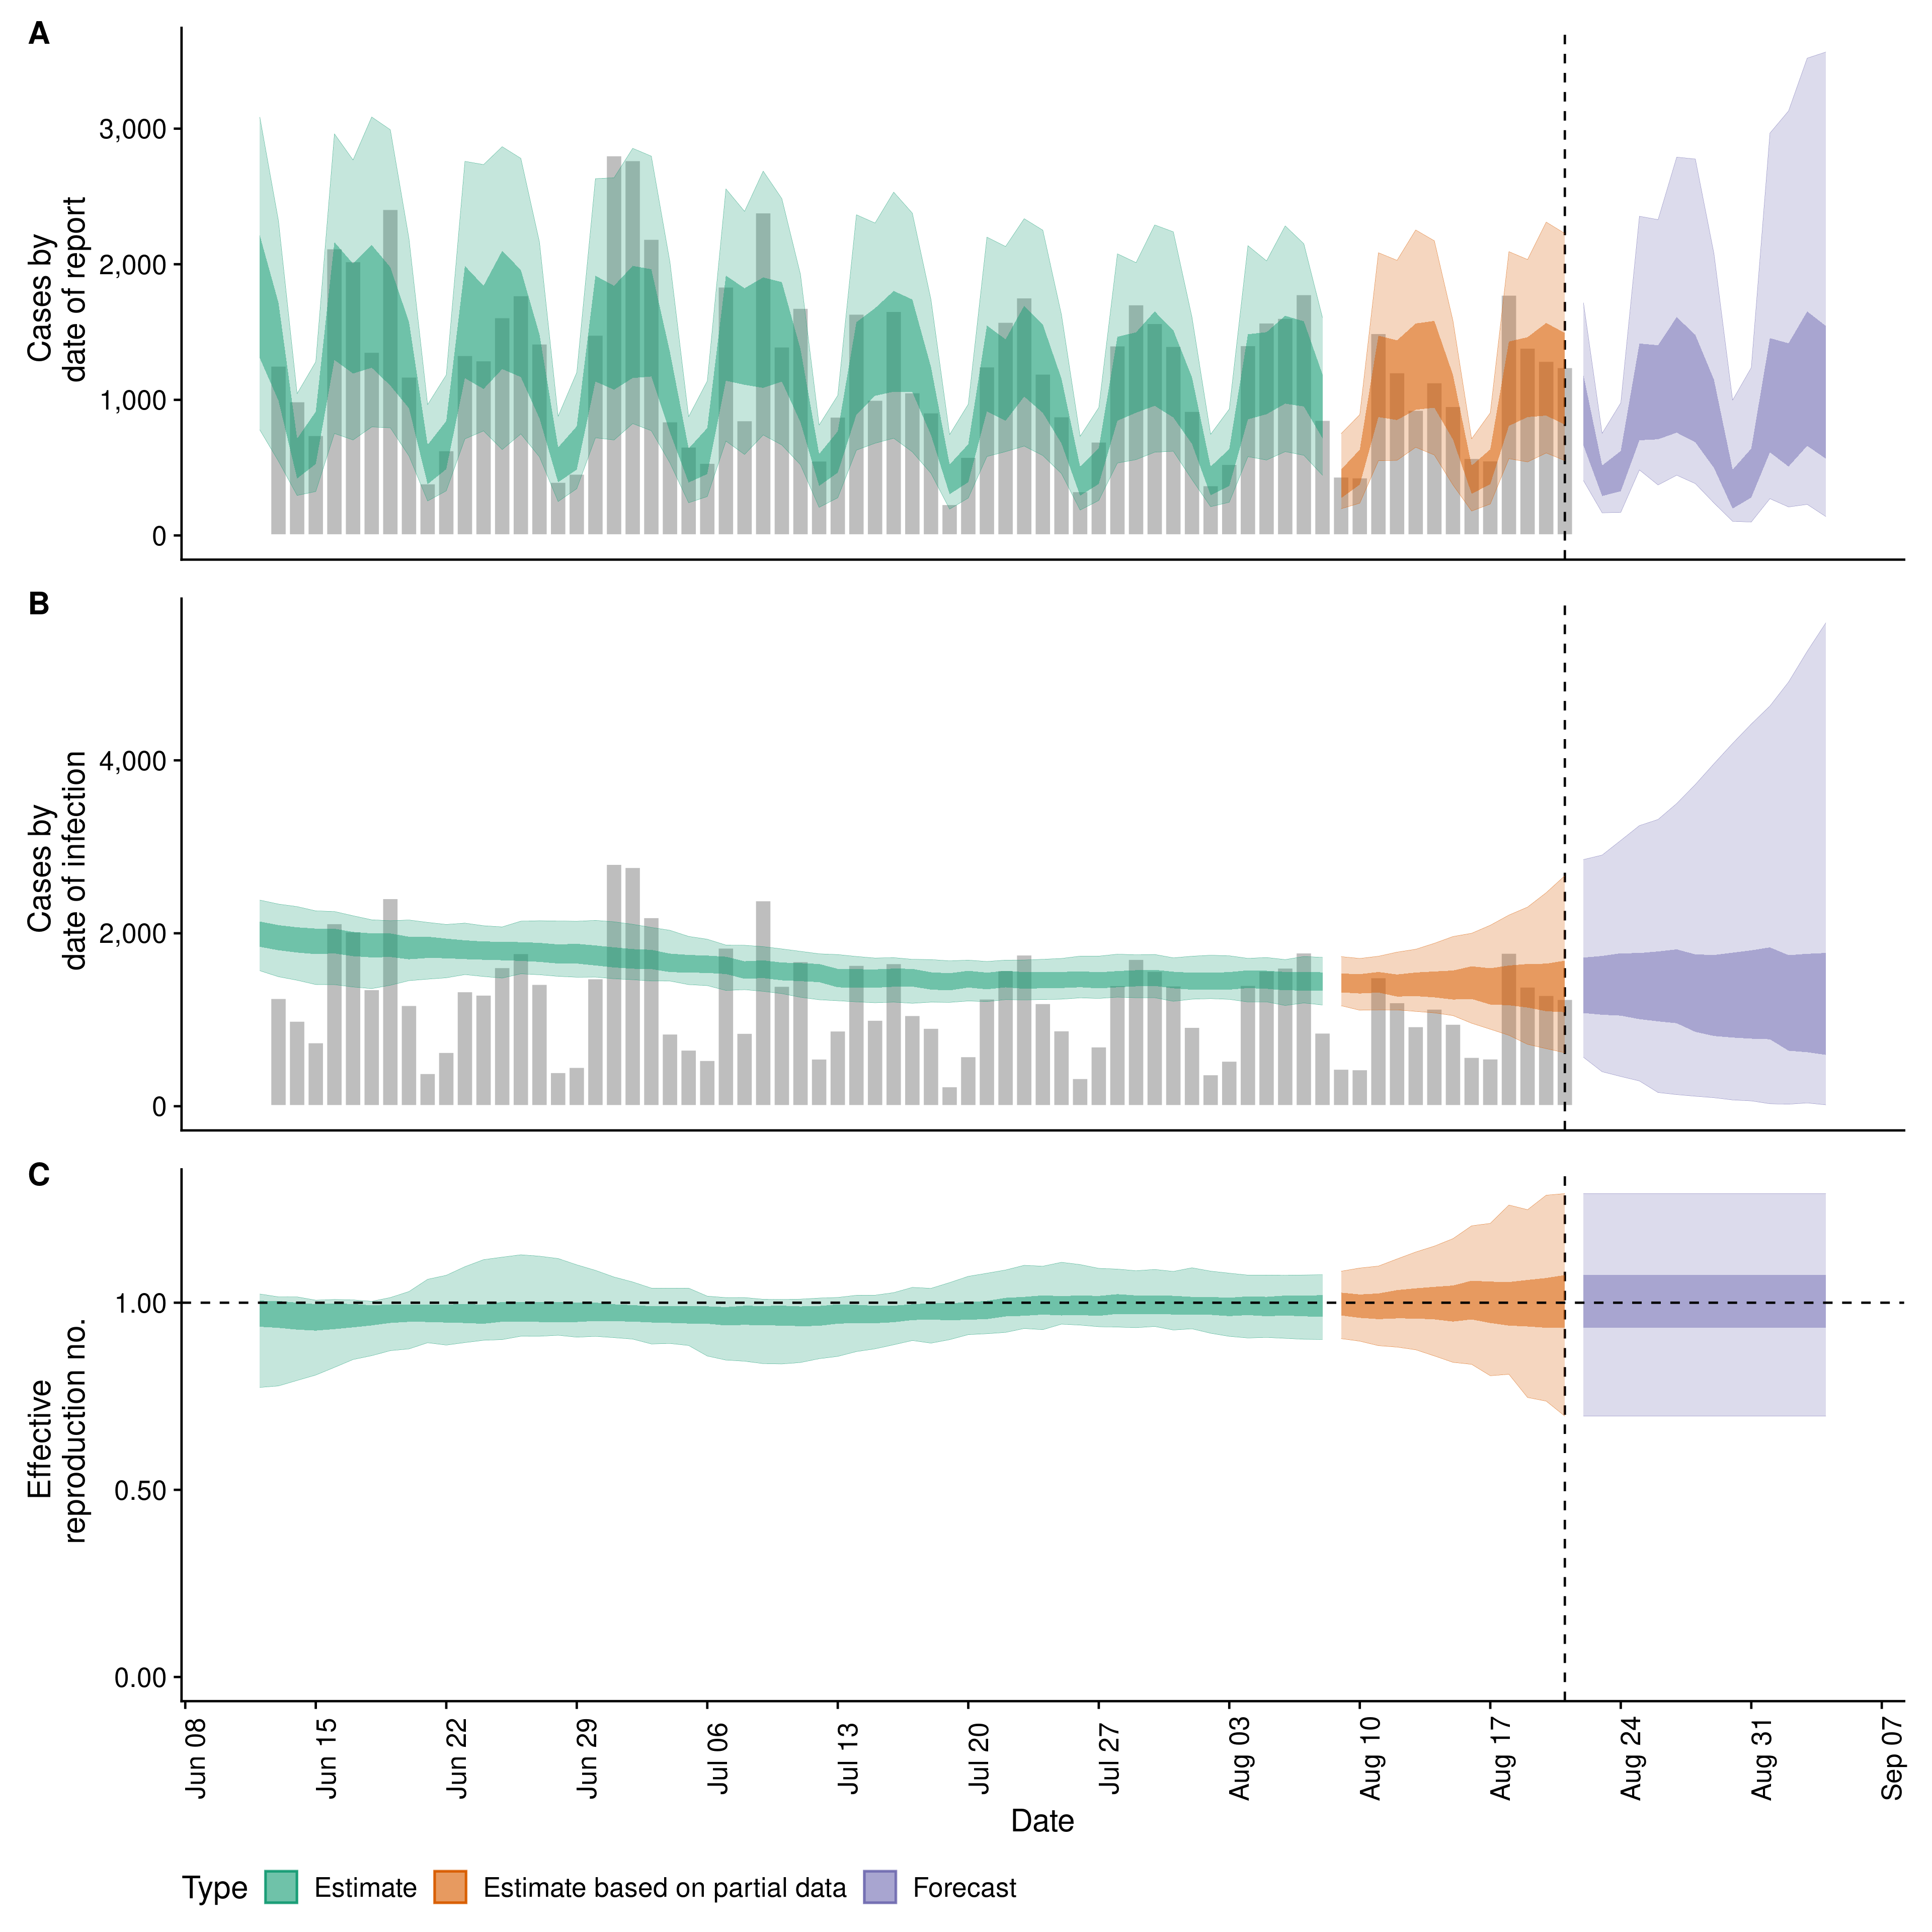 A
Cases by
date of report
3,000
2,000
1,000
0
B
Cases by
date of infection
4,000
2,000
0
C
Effective
reproduction no.
1.00
0.50
0.00
Jun 08
Jun 15
Jun 22
Jun 29
Jul 06
Jul 13
Jul 20
Jul 27
Aug 03
Aug 10
Aug 17
Aug 24
Aug 31
Sep 07
Date
Type Estimate Estimate based on partial data Forecast